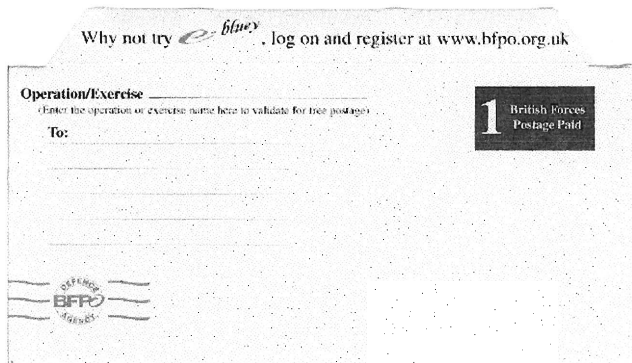 Why not try e-bluey, log on and register at www.bfpo.org.uk
Operation/Exercise
(Enter the operation or exercise name here to validate for free postage)
To:
1 British Forces
Postage Paid
DEFENCE
BFPO
AGENCY